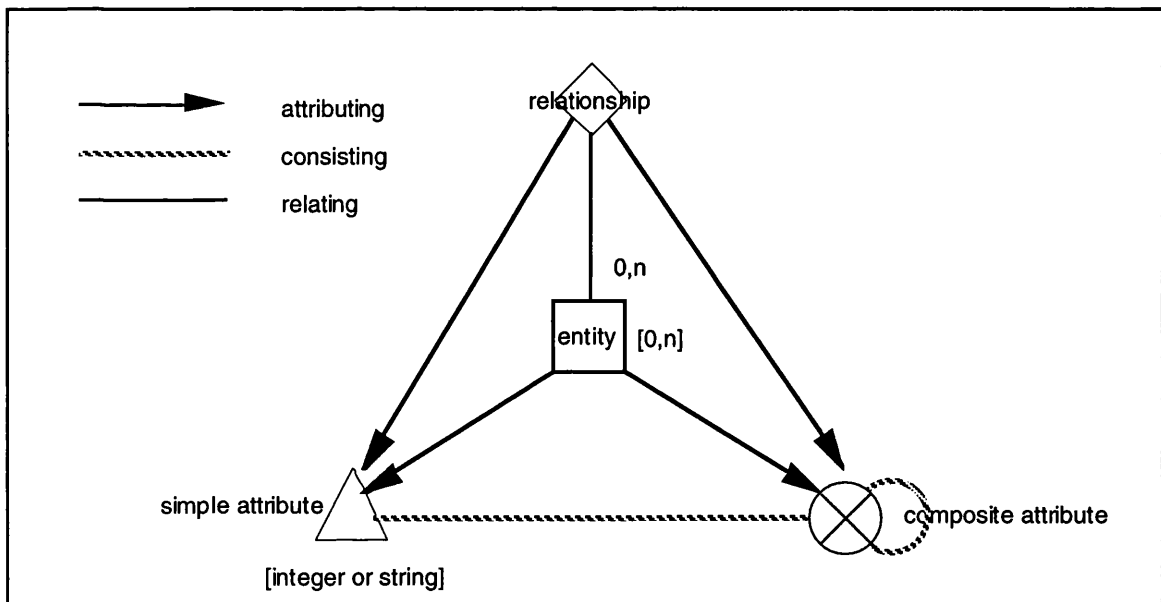 relationship
attributing
consisting
relating
0,n
entity
[0,n]
simple attribute
composite attribute
[integer or string]